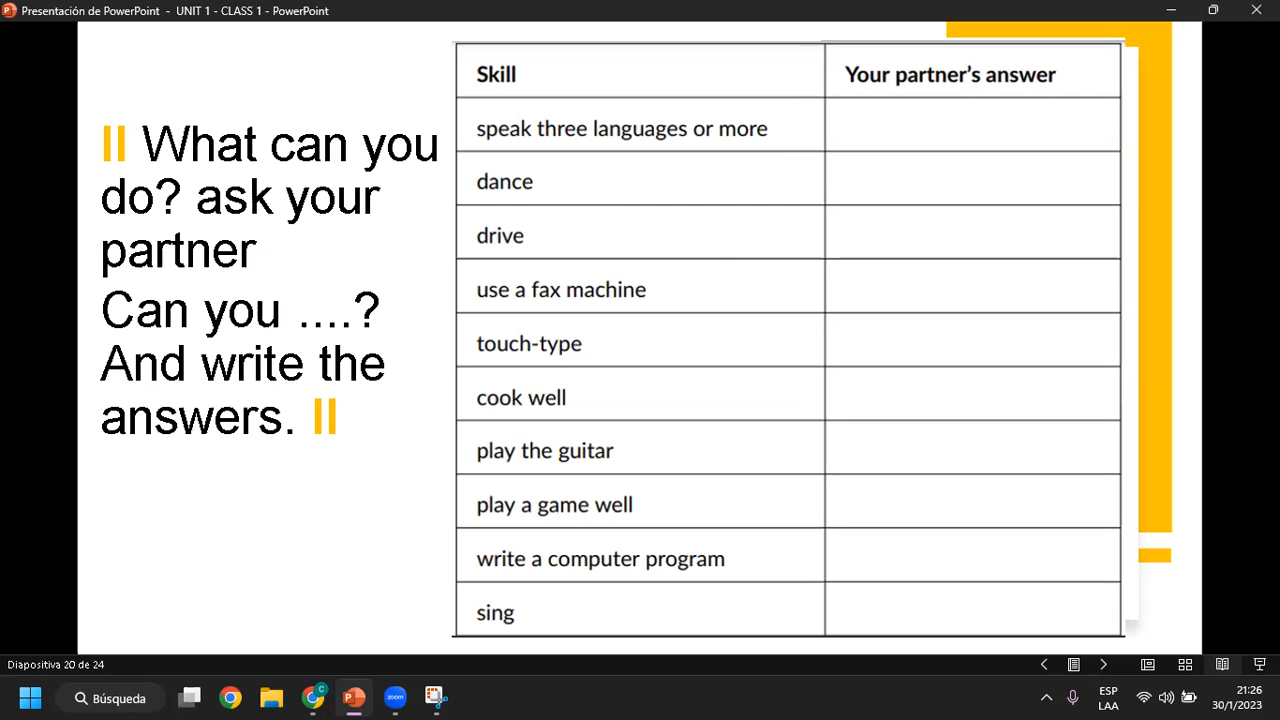 Presentación de PowerPoint - UNIT 1 - CLASS 1 - PowerPoint
II What can you
do? ask your
partner
Can you ....?
And write the
answers. II
Skill Your partner's answer
speak three languages or more
dance
drive
use a fax machine
touch-type
cook well
play the guitar
play a game well
write a computer program
sing
Diapositiva 20 de 24
Búsqueda
C
zoom
ESP
LAA
21:26
30/1/2023